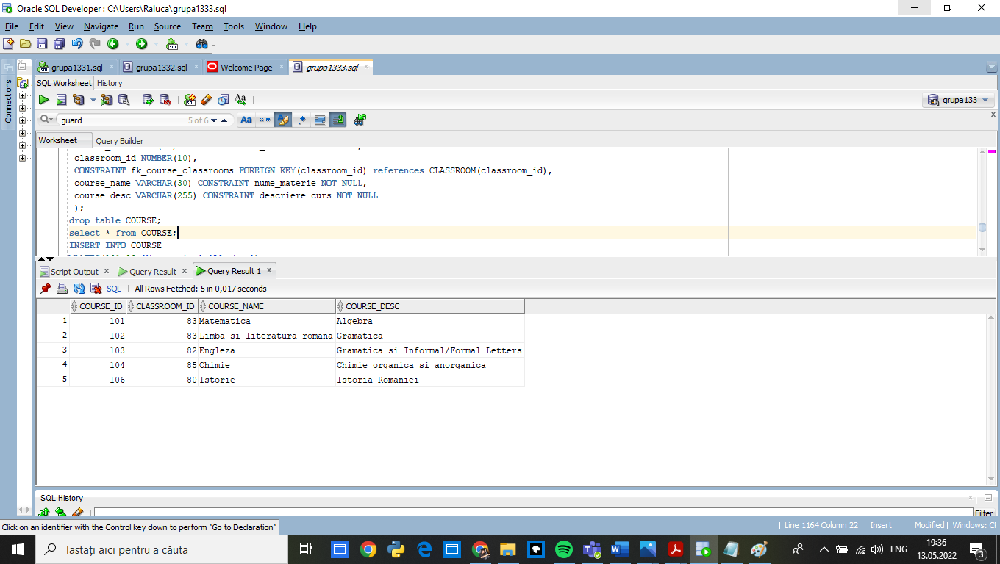 Oracle SQL Developer : C:\Users\Raluca\grupa1333.sql
File Edit View Navigate Run Source Team Tools Window Help
grupa1331.sql grupa1332.sql Welcome Page grupa1333.sql
Connections
SQL Worksheet History
grupa133
guard 5 of 6
Worksheet Query Builder
classroom_id NUMBER(10),
CONSTRAINT fk_course_classrooms FOREIGN KEY(classroom_id) references CLASSROOM(classroom_id),
course_name VARCHAR(30) CONSTRAINT nume_materie NOT NULL,
course_desc VARCHAR(255) CONSTRAINT descriere_curs NOT NULL
);
drop table COURSE;
select * from COURSE;
INSERT INTO COURSE
Script Output x Query Result x Query Result 1 x
SQL | All Rows Fetched: 5 in 0,017 seconds
COURSE_ID CLASSROOM_ID COURSE_NAME COURSE_DESC
1 101 83 Matematica Algebra
2 102 83 Limba si literatura romana Gramatica
3 103 82 Engleza Gramatica si Informal/Formal Letters
4 104 85 Chimie Chimie organica si anorganica
5 106 80 Istorie Istoria Romaniei
SQL History
Filter
Click on an identifier with the Control key down to perform "Go to Declaration"
| Line 1164 Column 22 | Insert | Modified | Windows:
Tastați aici pentru a căuta
ENG
19:36
13.05.2022
3